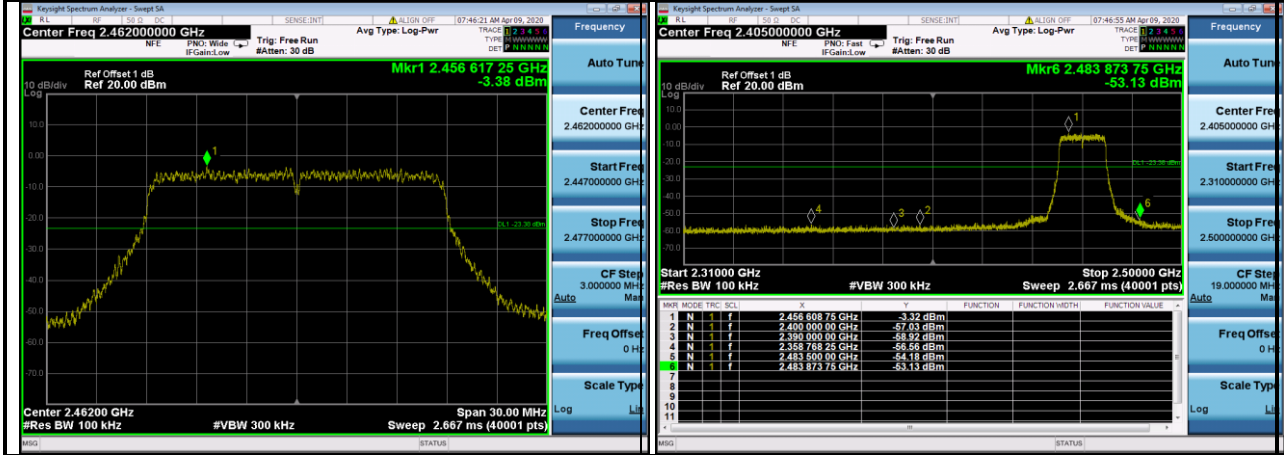 Keysight Spectrum Analyzer - Swept SA
RL RF 50 Ω DC SENSE:INT ALIGN OFF 07:46:21 AM Apr 09, 2020
Center Freq 2.462000000 GHz
NFE PNO: Wide IFGain:Low
Trig: Free Run
#Atten: 30 dB
Avg Type: Log-Pwr
TRACE 1 2 3 4 5 6
TYPE M WWWWW
DET P N N N N N
Ref Offset 1 dB
10 dB/div Ref 20.00 dBm
Log
Mkr1 2.456 617 25 GHz
-3.38 dBm
10.0
0.00
1
-10.0
-20.0
DL1 -23.38 dBm
-30.0
-40.0
-50.0
-60.0
-70.0
Center 2.46200 GHz Span 30.00 MHz
#Res BW 100 kHz #VBW 300 kHz Sweep 2.667 ms (40001 pts)
MSG STATUS
Frequency
Auto Tune
Center Freq
2.462000000 GHz
Start Freq
2.447000000 GHz
Stop Freq
2.477000000 GHz
CF Step
3.000000 MHz
Auto Man
Freq Offset
0 Hz
Scale Type
Log Lin
Keysight Spectrum Analyzer - Swept SA
RL RF 50 Ω DC SENSE:INT ALIGN OFF 07:46:55 AM Apr 09, 2020
Center Freq 2.405000000 GHz
NFE PNO: Fast IFGain:Low
Trig: Free Run
#Atten: 30 dB
Avg Type: Log-Pwr
TRACE 1 2 3 4 5 6
TYPE M WWWWW
DET P N N N N N
Ref Offset 1 dB
10 dB/div Ref 20.00 dBm
Log
Mkr6 2.483 873 75 GHz
-53.13 dBm
10.0
0.00
1
-10.0
-20.0
DL1 -23.38 dBm
-30.0
-40.0
-50.0
4 3 2 6
-60.0
-70.0
Start 2.31000 GHz Stop 2.50000 GHz
#Res BW 100 kHz #VBW 300 kHz Sweep 2.667 ms (40001 pts)
MKR MODE TRC SCL X Y FUNCTION FUNCTION WIDTH FUNCTION VALUE
1 N 1 f 2.456 608 75 GHz -3.32 dBm
2 N 1 f 2.400 000 00 GHz -57.03 dBm
3 N 1 f 2.390 000 00 GHz -58.92 dBm
4 N 1 f 2.358 768 25 GHz -56.56 dBm
5 N 1 f 2.483 500 00 GHz -54.18 dBm
6 N 1 f 2.483 873 75 GHz -53.13 dBm
7
8
9
10
11
MSG STATUS
Frequency
Auto Tune
Center Freq
2.405000000 GHz
Start Freq
2.310000000 GHz
Stop Freq
2.500000000 GHz
CF Step
19.000000 MHz
Auto Man
Freq Offset
0 Hz
Scale Type
Log Lin